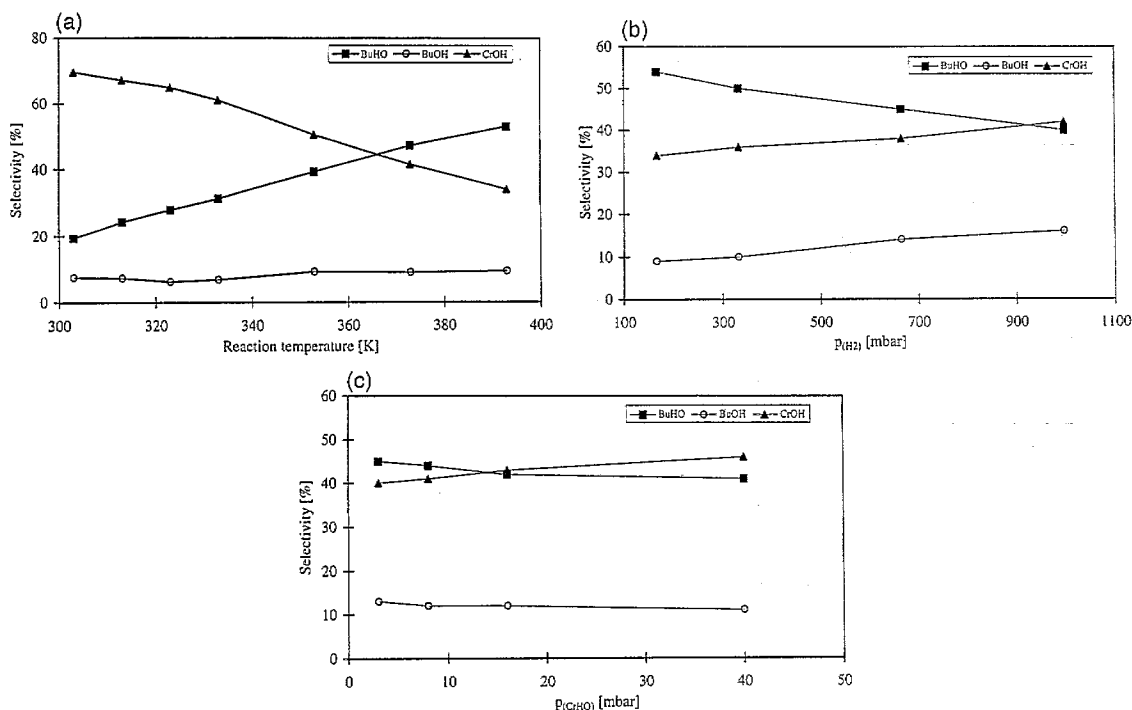 (a)
80
60
40
20
0
Selectivity [%]
BuHO BuOH CrOH
300 320 340 360 380 400
Reaction temperature [K]
(b)
60
50
40
30
20
10
0
Selectivity [%]
BuHO BuOH CrOH
100 300 500 700 900 1100
p(H2) [mbar]
(c)
60
50
40
30
20
10
0
Selectivity [%]
BuHO BuOH CrOH
0 10 20 30 40 50
p(CrHO) [mbar]